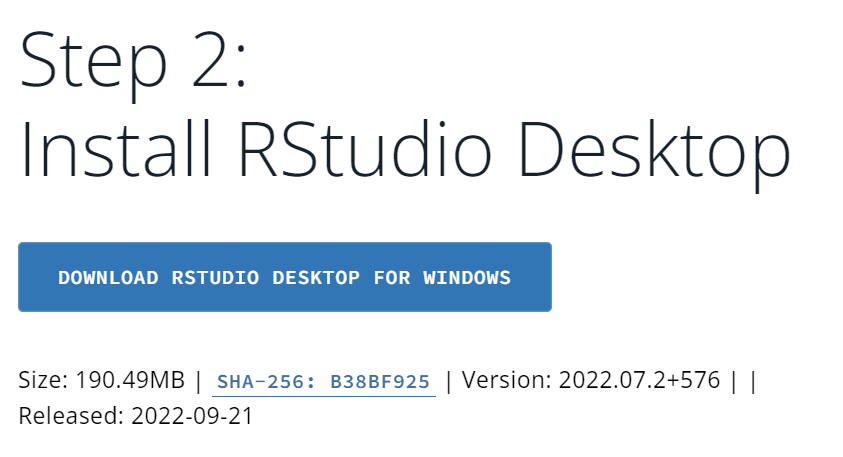 Step 2:
Install RStudio Desktop
DOWNLOAD RSTUDIO DESKTOP FOR WINDOWS
Size: 190.49MB | SHA-256: B38BF925 | Version: 2022.07.2+576 | |
Released: 2022-09-21